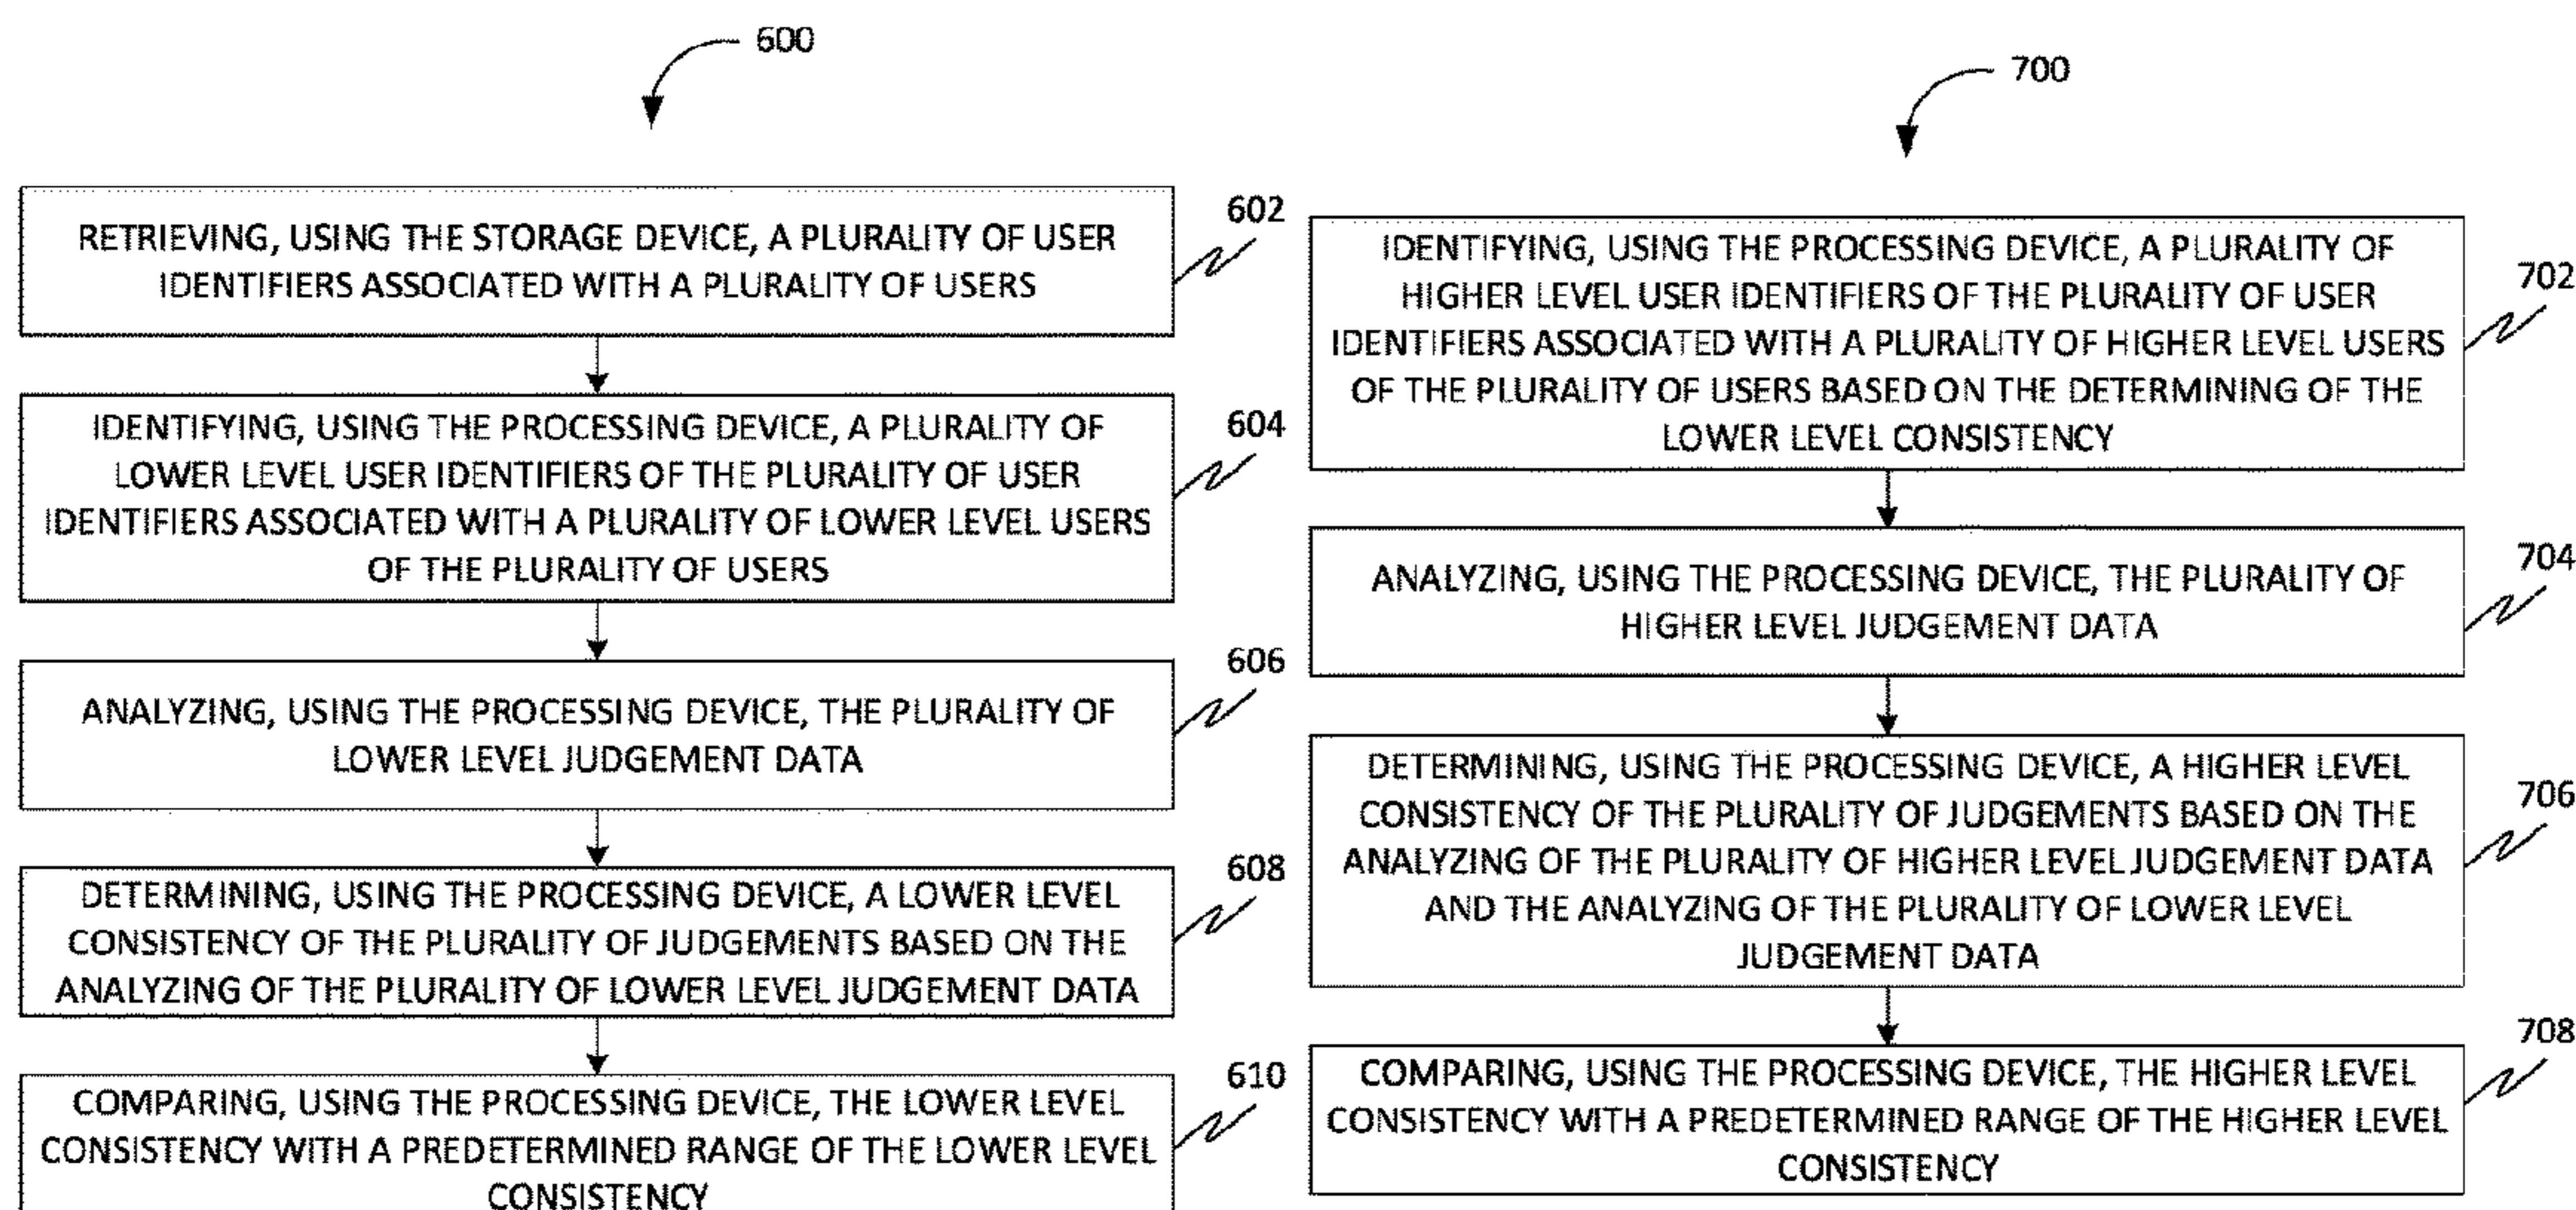 600
RETRIEVING, USING THE STORAGE DEVICE, A PLURALITY OF USER
IDENTIFIERS ASSOCIATED WITH A PLURALITY OF USERS
602
IDENTIFYING, USING THE PROCESSING DEVICE, A PLURALITY OF
LOWER LEVEL USER IDENTIFIERS OF THE PLURALITY OF USER
IDENTIFIERS ASSOCIATED WITH A PLURALITY OF LOWER LEVEL USERS
OF THE PLURALITY OF USERS
604
ANALYZING, USING THE PROCESSING DEVICE, THE PLURALITY OF
LOWER LEVEL JUDGEMENT DATA
606
DETERMINING, USING THE PROCESSING DEVICE, A LOWER LEVEL
CONSISTENCY OF THE PLURALITY OF JUDGEMENTS BASED ON THE
ANALYZING OF THE PLURALITY OF LOWER LEVEL JUDGEMENT DATA
608
COMPARING, USING THE PROCESSING DEVICE, THE LOWER LEVEL
CONSISTENCY WITH A PREDETERMINED RANGE OF THE LOWER LEVEL
CONSISTENCY
610
700
IDENTIFYING, USING THE PROCESSING DEVICE, A PLURALITY OF
HIGHER LEVEL USER IDENTIFIERS OF THE PLURALITY OF USER
IDENTIFIERS ASSOCIATED WITH A PLURALITY OF HIGHER LEVEL USERS
OF THE PLURALITY OF USERS BASED ON THE DETERMINING OF THE
LOWER LEVEL CONSISTENCY
702
ANALYZING, USING THE PROCESSING DEVICE, THE PLURALITY OF
HIGHER LEVEL JUDGEMENT DATA
704
DETERMINING, USING THE PROCESSING DEVICE, A HIGHER LEVEL
CONSISTENCY OF THE PLURALITY OF JUDGEMENTS BASED ON THE
ANALYZING OF THE PLURALITY OF HIGHER LEVEL JUDGEMENT DATA
AND THE ANALYZING OF THE PLURALITY OF LOWER LEVEL
JUDGEMENT DATA
706
COMPARING, USING THE PROCESSING DEVICE, THE HIGHER LEVEL
CONSISTENCY WITH A PREDETERMINED RANGE OF THE HIGHER LEVEL
CONSISTENCY
708